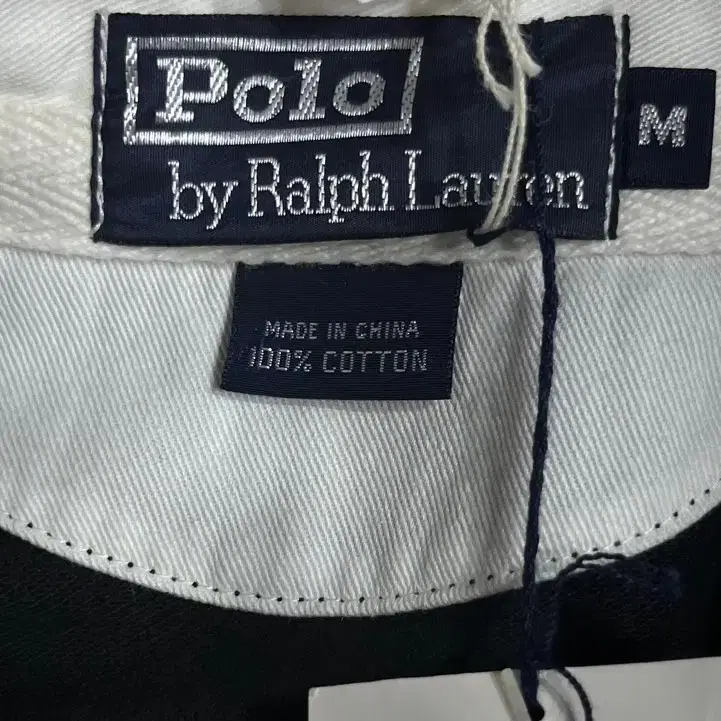 Polo
by Ralph Lauren
M
MADE IN CHINA
100% COTTON